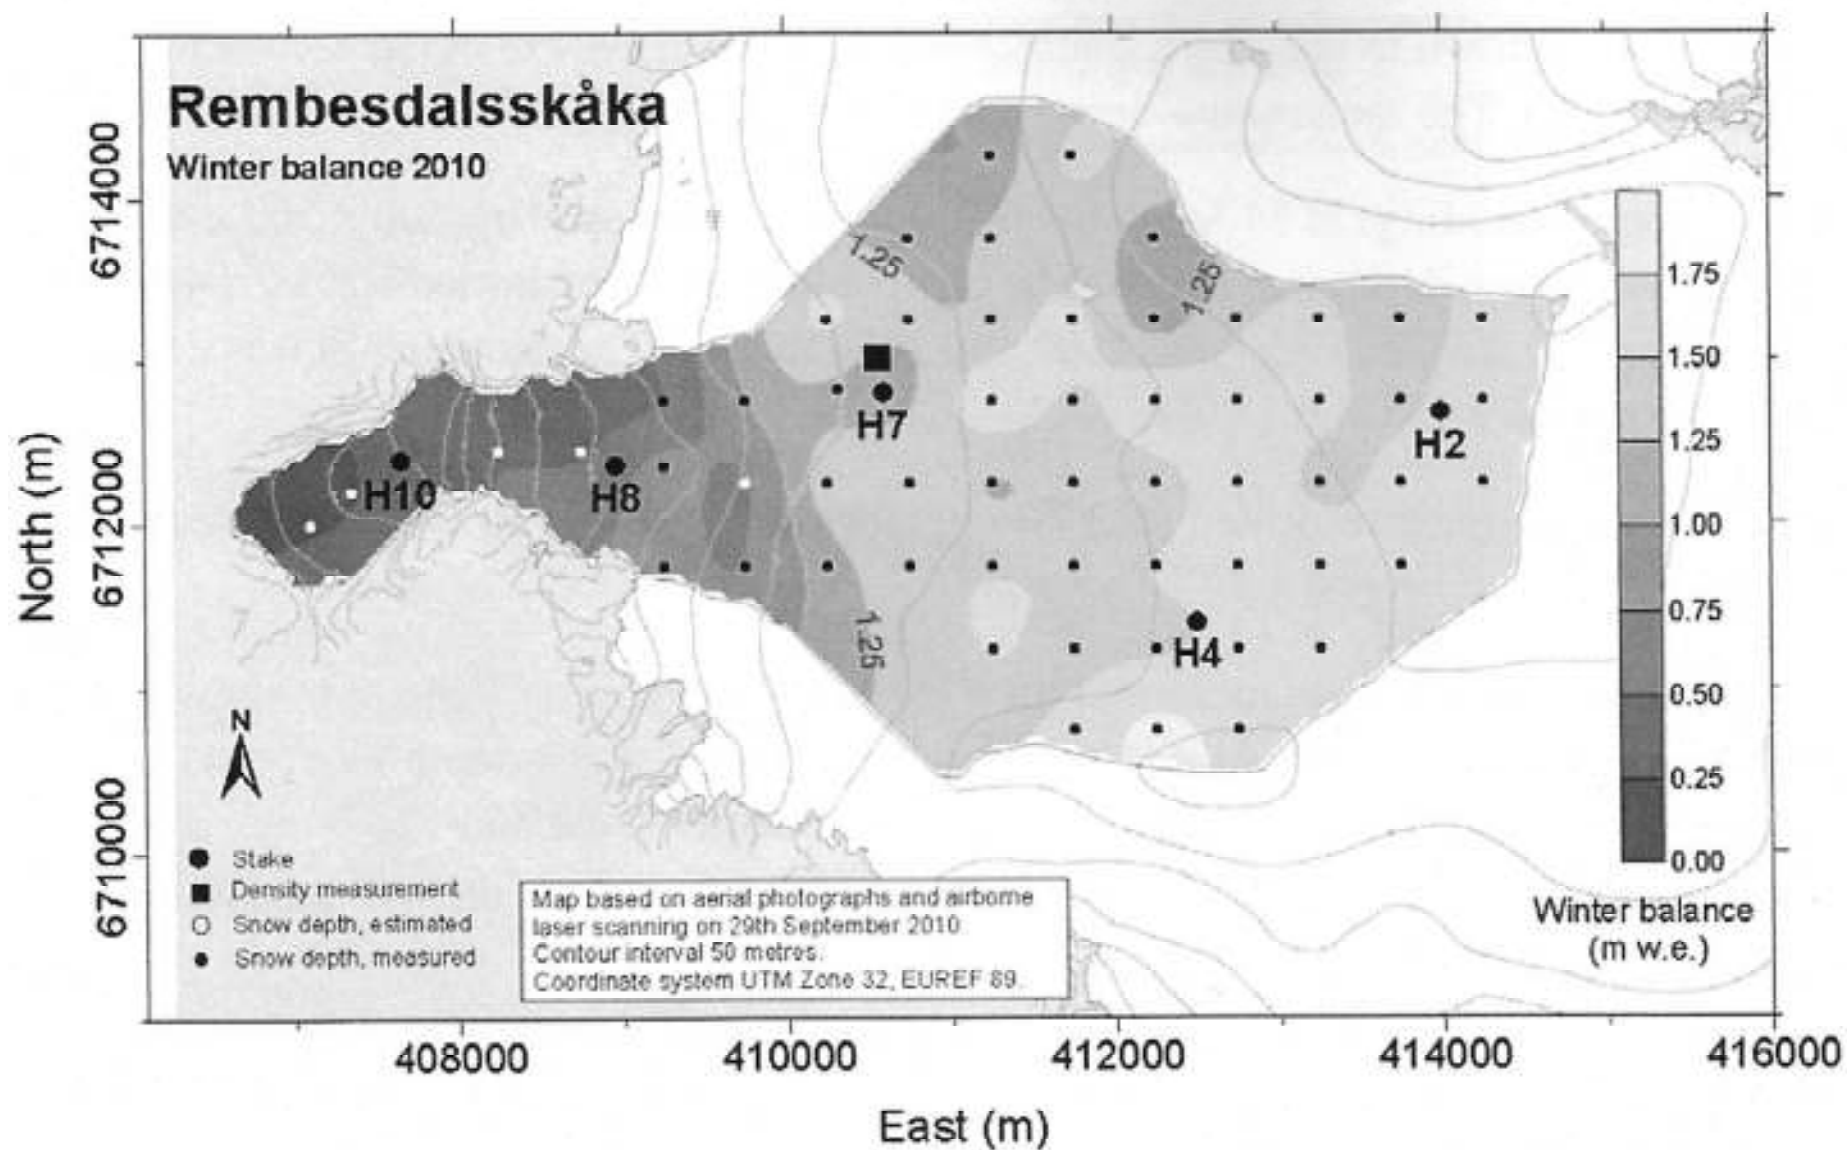 Rembesdalsskåka
Winter balance 2010
6714000
6712000
6710000
North (m)
1.25
1.25
1.25
H7
H2
H10
H8
H4
1.75
1.50
1.25
1.00
0.75
0.50
0.25
0.00
Winter balance
(m w.e.)
N
Stake
Density measurement
Snow depth, estimated
Snow depth, measured
Map based on aerial photographs and airborne
laser scanning on 29th September 2010.
Contour interval 50 metres.
Coordinate system UTM Zone 32, EUREF 89.
408000
410000
412000
414000
416000
East (m)